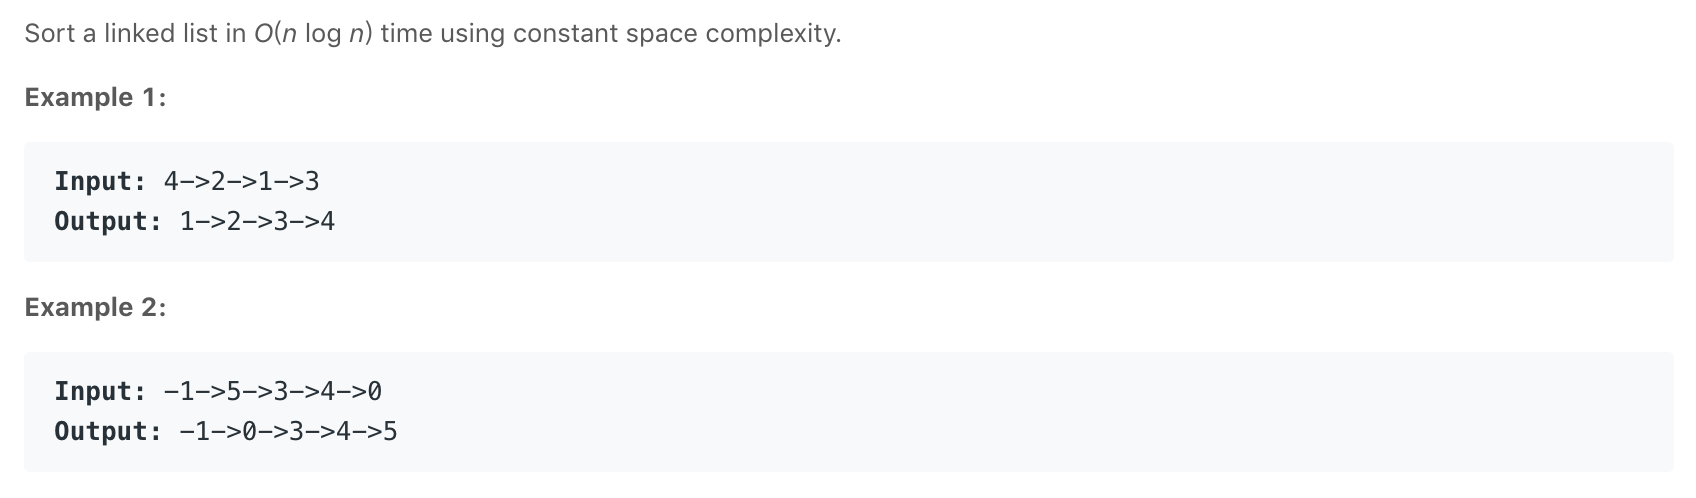 Sort a linked list in O(n log n) time using constant space complexity.
Example 1:
Input: 4->2->1->3
Output: 1->2->3->4
Example 2:
Input: -1->5->3->4->0
Output: -1->0->3->4->5